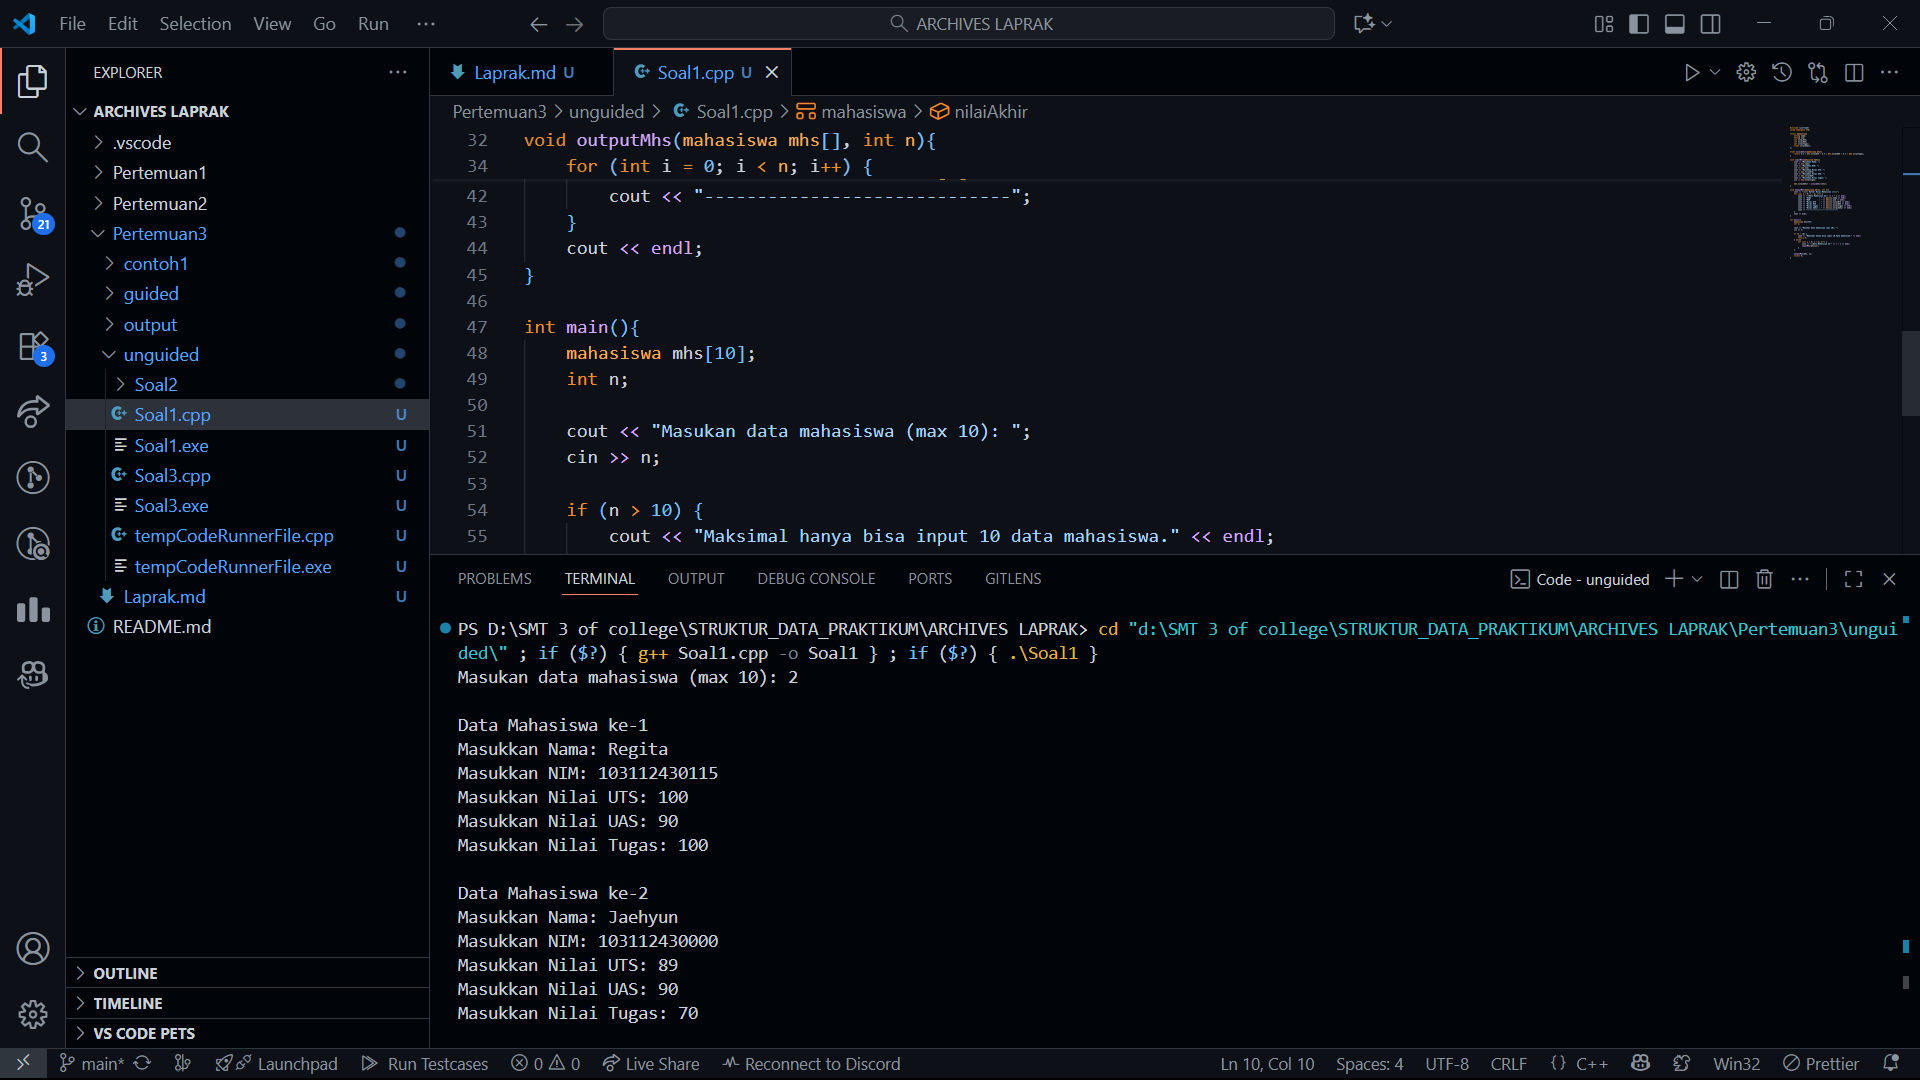 File Edit Selection View Go Run ··· ARCHIVES LAPRAK
EXPLORER ···
ARCHIVES LAPRAK
.vscode
Pertemuan1
Pertemuan2
Pertemuan3
contoh1
guided
output
unguided
Soal2
Soal1.cpp U
Soal1.exe U
Soal3.cpp U
Soal3.exe U
tempCodeRunnerFile.cpp U
tempCodeRunnerFile.exe U
Laprak.md U
README.md
OUTLINE
TIMELINE
VS CODE PETS
21
3
Laprak.md U Soal1.cpp U
Pertemuan3 > unguided > Soal1.cpp > mahasiswa > nilaiAkhir
32 void outputMhs(mahasiswa mhs[], int n){
34 for (int i = 0; i < n; i++) {
42 cout << "-----------------------------";
43 }
44 cout << endl;
45 }
46
47 int main(){
48 mahasiswa mhs[10];
49 int n;
50
51 cout << "Masukan data mahasiswa (max 10): ";
52 cin >> n;
53
54 if (n > 10) {
55 cout << "Maksimal hanya bisa input 10 data mahasiswa." << endl;
PROBLEMS TERMINAL OUTPUT DEBUG CONSOLE PORTS GITLENS Code - unguided
PS D:\SMT 3 of college\STRUKTUR_DATA_PRAKTIKUM\ARCHIVES LAPRAK> cd "d:\SMT 3 of college\STRUKTUR_DATA_PRAKTIKUM\ARCHIVES LAPRAK\Pertemuan3\ungui
ded\" ; if ($?) { g++ Soal1.cpp -o Soal1 } ; if ($?) { .\Soal1 }
Masukan data mahasiswa (max 10): 2
Data Mahasiswa ke-1
Masukkan Nama: Regita
Masukkan NIM: 103112430115
Masukkan Nilai UTS: 100
Masukkan Nilai UAS: 90
Masukkan Nilai Tugas: 100
Data Mahasiswa ke-2
Masukkan Nama: Jaehyun
Masukkan NIM: 103112430000
Masukkan Nilai UTS: 89
Masukkan Nilai UAS: 90
Masukkan Nilai Tugas: 70
main* Launchpad Run Testcases 0 0 Live Share Reconnect to Discord Ln 10, Col 10 Spaces: 4 UTF-8 CRLF {} C++ Win32 Prettier